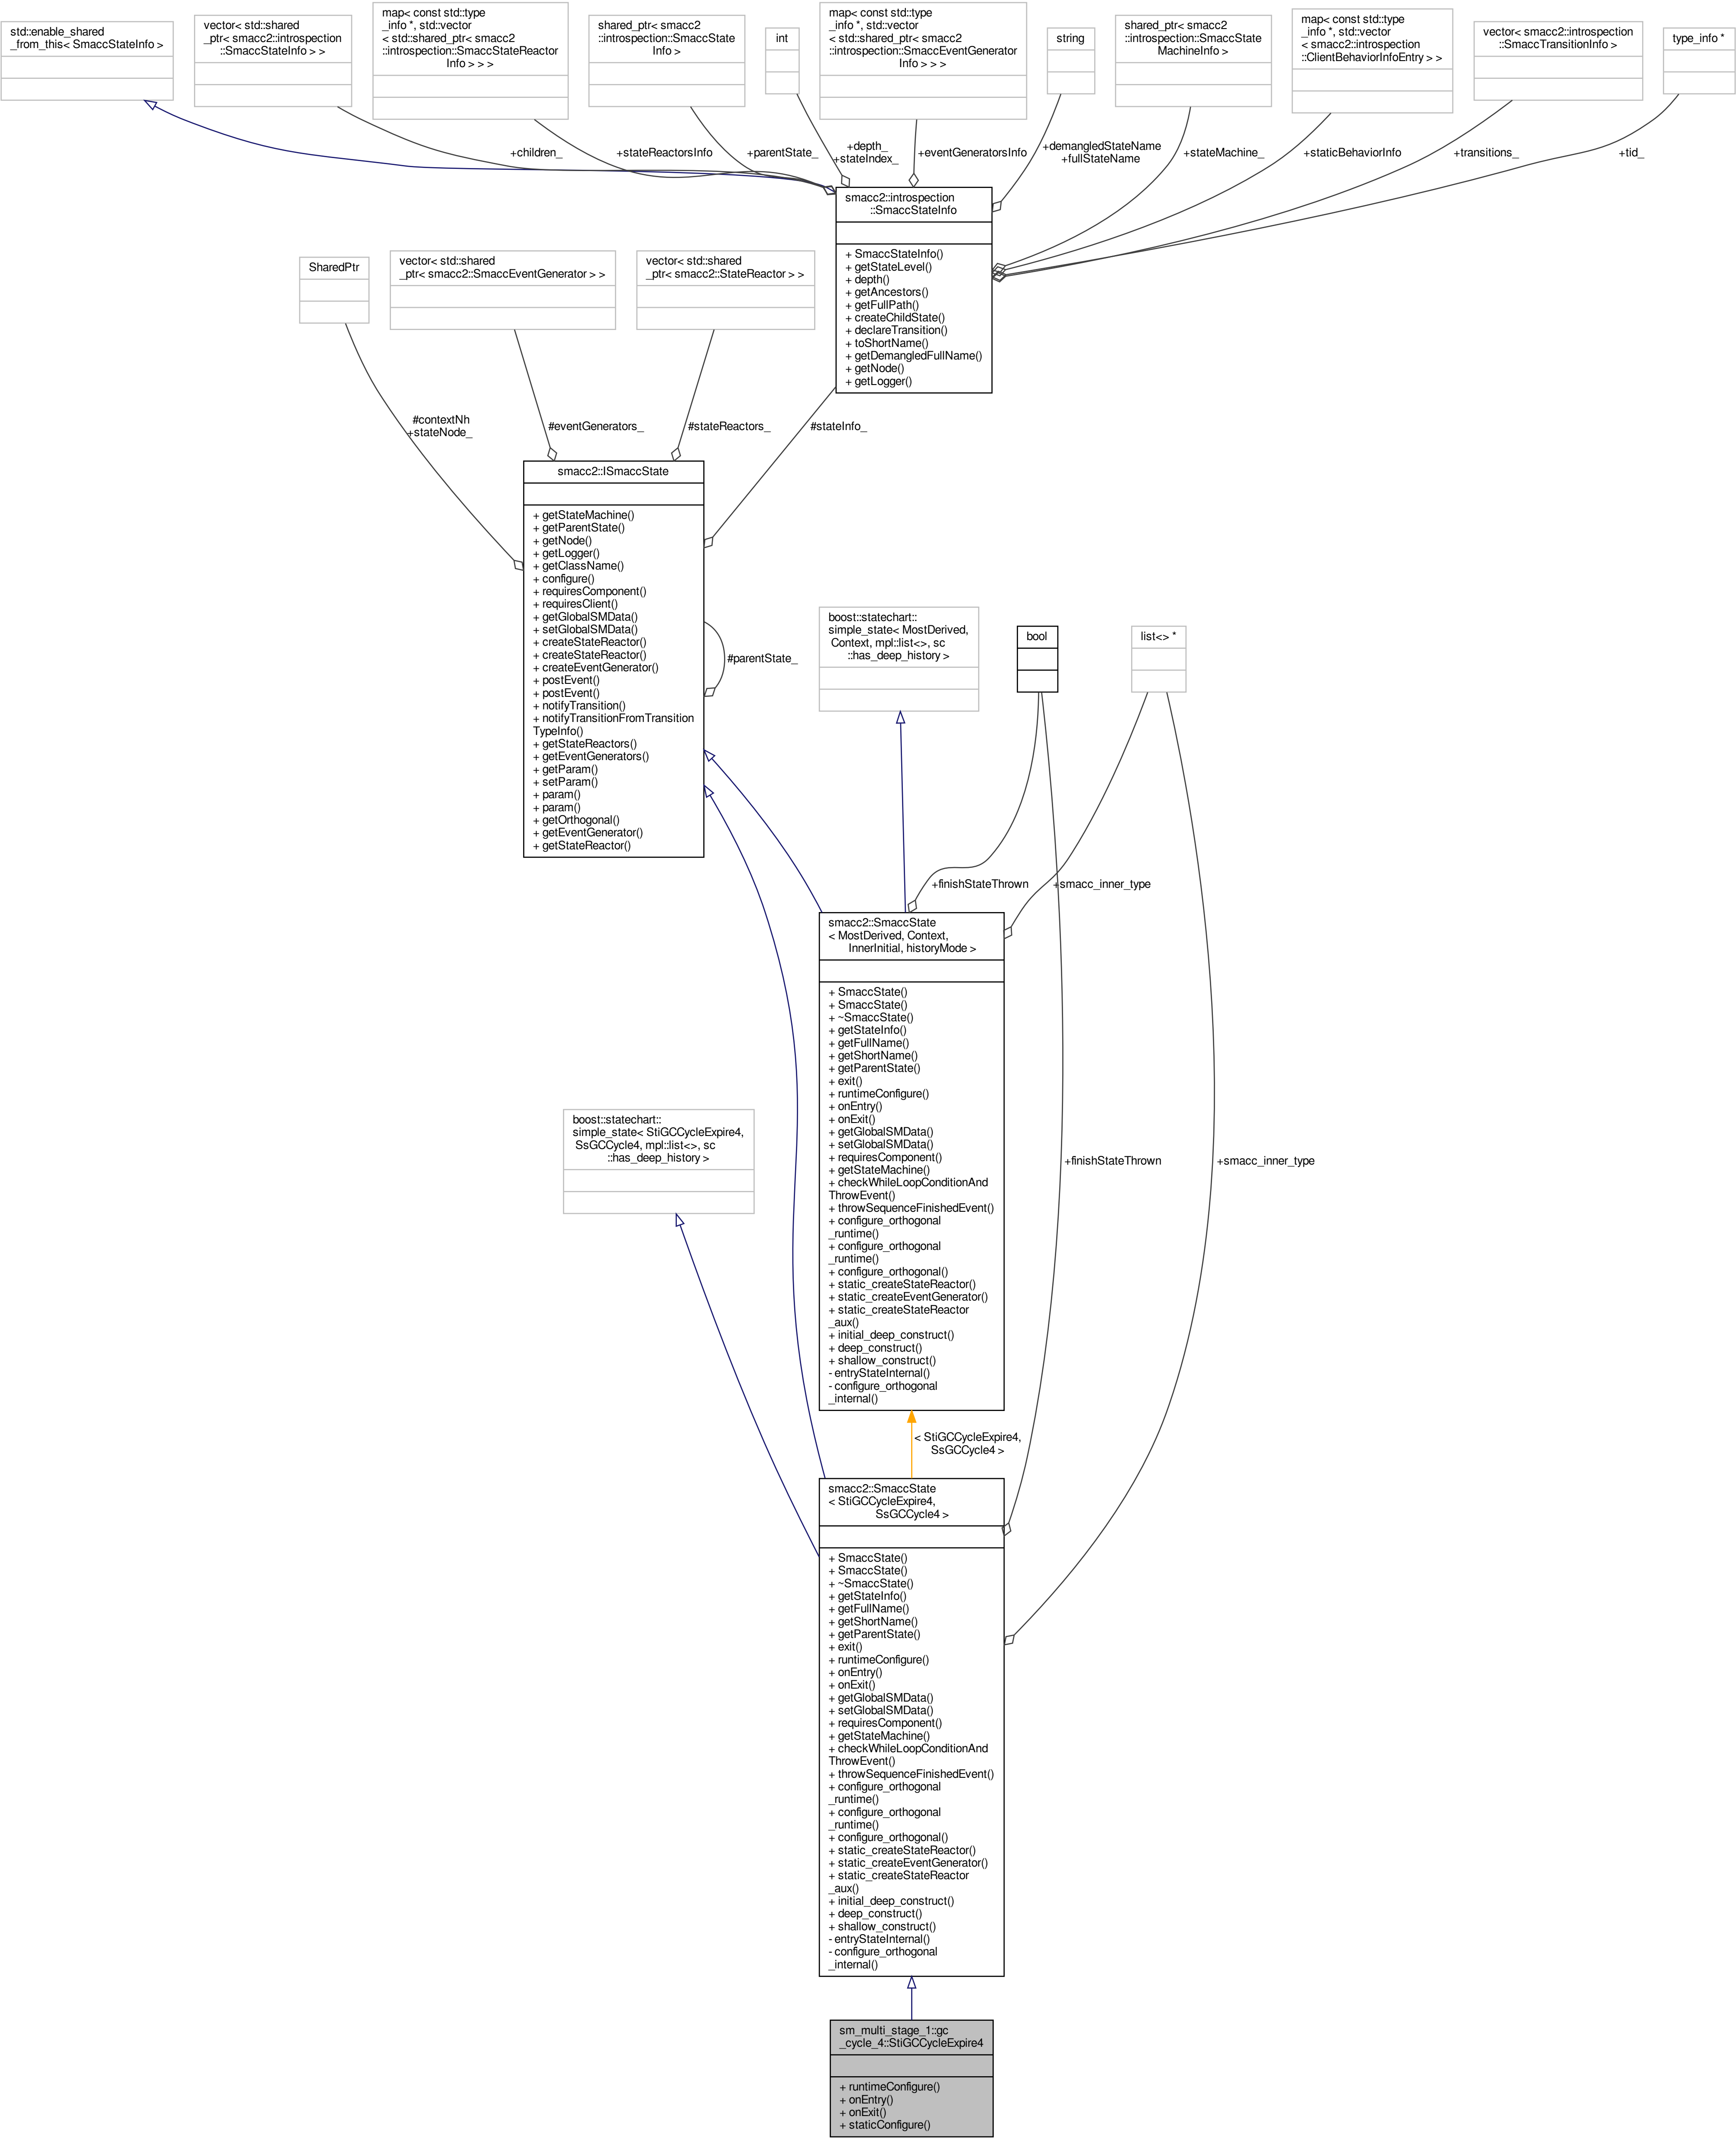 std::enable_shared
_from_this< SmaccStateInfo >
vector< std::shared
_ptr< smacc2::introspection
::SmaccStateInfo > >
map< const std::type
_info *, std::vector
< std::shared_ptr< smacc2
::introspection::SmaccStateReactor
Info > > >
shared_ptr< smacc2
::introspection::SmaccState
Info >
int
map< const std::type
_info *, std::vector
< std::shared_ptr< smacc2
::introspection::SmaccEventGenerator
Info > > >
string
shared_ptr< smacc2
::introspection::SmaccState
MachineInfo >
map< const std::type
_info *, std::vector
< smacc2::introspection
::ClientBehaviorInfoEntry > >
vector< smacc2::introspection
::SmaccTransitionInfo >
type_info *
+children_
+stateReactorsInfo
+parentState_
+depth_
+stateIndex_
+eventGeneratorsInfo
+demangledStateName
+fullStateName
+stateMachine_
+staticBehaviorInfo
+transitions_
+tid_
smacc2::introspection
::SmaccStateInfo
+ SmaccStateInfo()
+ getStateLevel()
+ depth()
+ getAncestors()
+ getFullPath()
+ createChildState()
+ declareTransition()
+ toShortName()
+ getDemangledFullName()
+ getNode()
+ getLogger()
SharedPtr
vector< std::shared
_ptr< smacc2::SmaccEventGenerator > >
vector< std::shared
_ptr< smacc2::StateReactor > >
#contextNh
+stateNode_
#eventGenerators_
#stateReactors_
#stateInfo_
smacc2::ISmaccState
+ getStateMachine()
+ getParentState()
+ getNode()
+ getLogger()
+ getClassName()
+ configure()
+ requiresComponent()
+ requiresClient()
+ getGlobalSMData()
+ setGlobalSMData()
+ createStateReactor()
+ createStateReactor()
+ createEventGenerator()
+ postEvent()
+ postEvent()
+ notifyTransition()
+ notifyTransitionFromTransition
TypeInfo()
+ getStateReactors()
+ getEventGenerators()
+ getParam()
+ setParam()
+ param()
+ param()
+ getOrthogonal()
+ getEventGenerator()
+ getStateReactor()
#parentState_
boost::statechart::
simple_state< MostDerived,
Context, mpl::list<>, sc
::has_deep_history >
bool
list<> *
+finishStateThrown
+smacc_inner_type
smacc2::SmaccState
< MostDerived, Context,
InnerInitial, historyMode >
+ SmaccState()
+ SmaccState()
+ ~SmaccState()
+ getStateInfo()
+ getFullName()
+ getShortName()
+ getParentState()
+ exit()
+ runtimeConfigure()
+ onEntry()
+ onExit()
+ getGlobalSMData()
+ setGlobalSMData()
+ requiresComponent()
+ getStateMachine()
+ checkWhileLoopConditionAnd
ThrowEvent()
+ throwSequenceFinishedEvent()
+ configure_orthogonal
_runtime()
+ configure_orthogonal
_runtime()
+ configure_orthogonal()
+ static_createStateReactor()
+ static_createEventGenerator()
+ static_createStateReactor
_aux()
+ initial_deep_construct()
+ deep_construct()
+ shallow_construct()
- entryStateInternal()
- configure_orthogonal
_internal()
boost::statechart::
simple_state< StiGCCycleExpire4,
SsGCCycle4, mpl::list<>, sc
::has_deep_history >
+finishStateThrown
+smacc_inner_type
< StiGCCycleExpire4,
SsGCCycle4 >
smacc2::SmaccState
< StiGCCycleExpire4,
SsGCCycle4 >
+ SmaccState()
+ SmaccState()
+ ~SmaccState()
+ getStateInfo()
+ getFullName()
+ getShortName()
+ getParentState()
+ exit()
+ runtimeConfigure()
+ onEntry()
+ onExit()
+ getGlobalSMData()
+ setGlobalSMData()
+ requiresComponent()
+ getStateMachine()
+ checkWhileLoopConditionAnd
ThrowEvent()
+ throwSequenceFinishedEvent()
+ configure_orthogonal
_runtime()
+ configure_orthogonal
_runtime()
+ configure_orthogonal()
+ static_createStateReactor()
+ static_createEventGenerator()
+ static_createStateReactor
_aux()
+ initial_deep_construct()
+ deep_construct()
+ shallow_construct()
- entryStateInternal()
- configure_orthogonal
_internal()
sm_multi_stage_1::gc
_cycle_4::StiGCCycleExpire4
+ runtimeConfigure()
+ onEntry()
+ onExit()
+ staticConfigure()